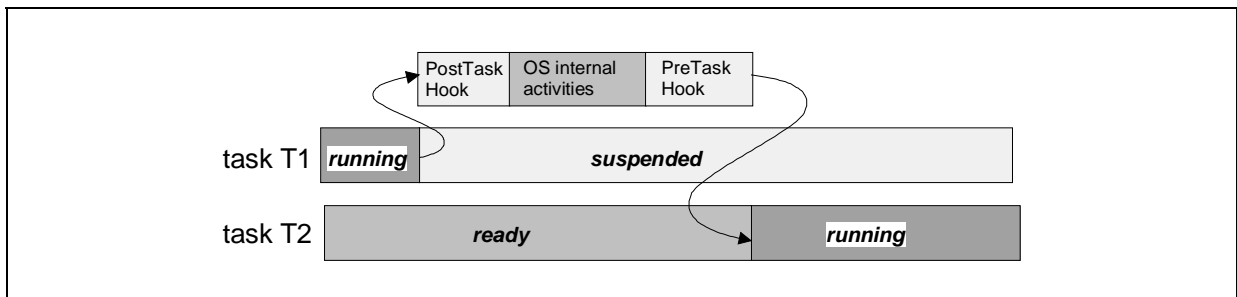 PostTask
Hook
OS internal
activities
PreTask
Hook
task T1
running
suspended
task T2
ready
running